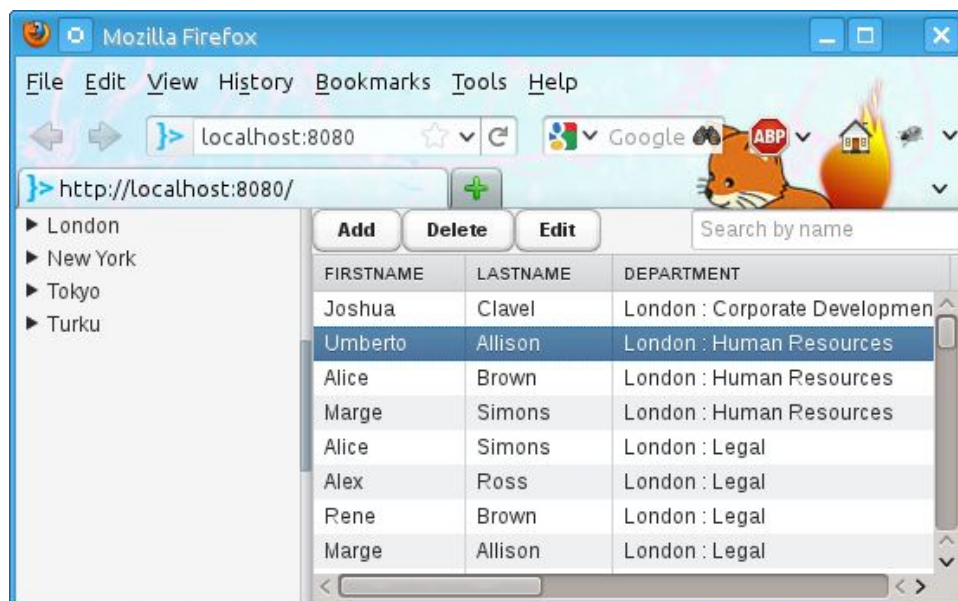 Mozilla Firefox
File Edit View History Bookmarks Tools Help
localhost:8080 Google ABP
http://localhost:8080/
London
New York
Tokyo
Turku
Add Delete Edit Search by name
FIRSTNAME LASTNAME DEPARTMENT
Joshua Clavel London : Corporate Developmen
Umberto Allison London : Human Resources
Alice Brown London : Human Resources
Marge Simons London : Human Resources
Alice Simons London : Legal
Alex Ross London : Legal
Rene Brown London : Legal
Marge Allison London : Legal